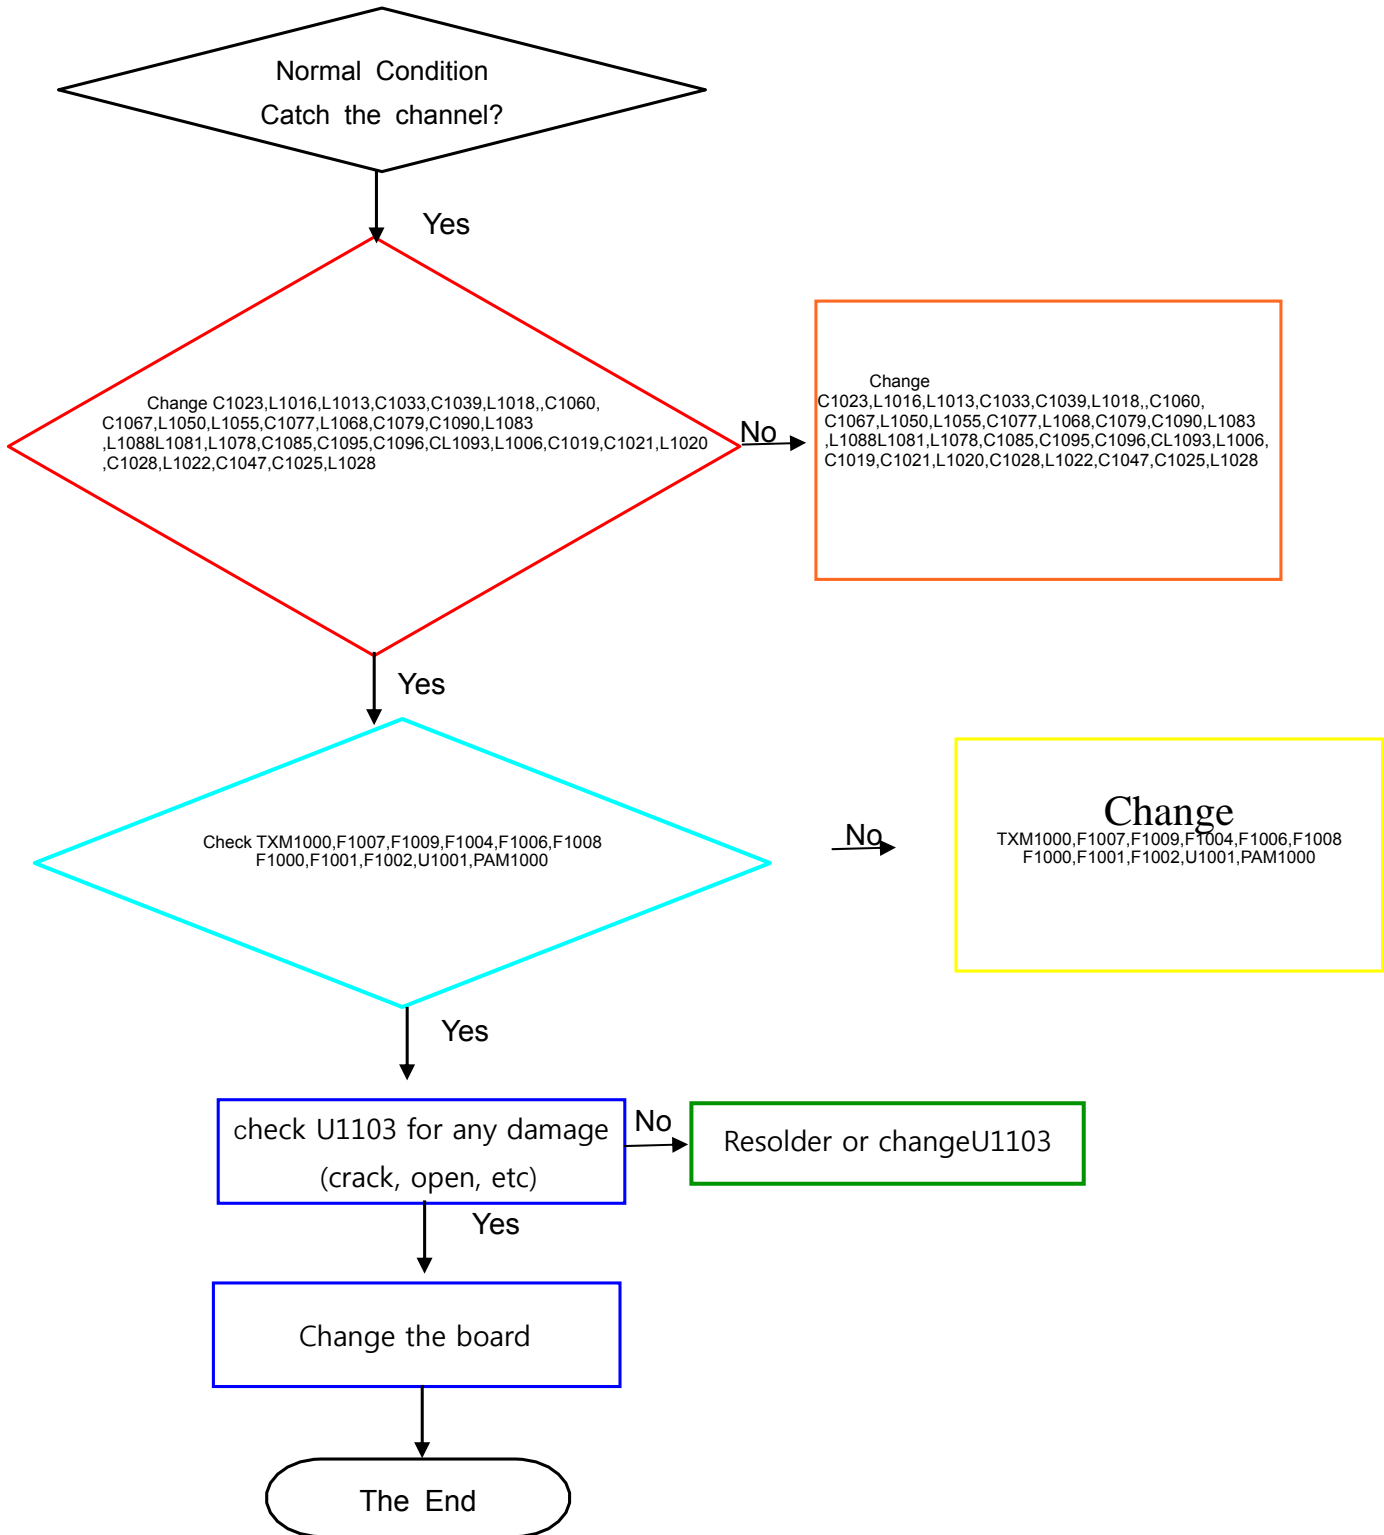 Normal Condition
Catch the channel?
Yes
Change C1023,L1016,L1013,C1033,C1039,L1018,,C1060,
C1067,L1050,L1055,C1077,L1068,C1079,C1090,L1083
,L1088L1081,L1078,C1085,C1095,C1096,CL1093,L1006,C1019,C1021,L1020
,C1028,L1022,C1047,C1025,L1028
No
Change
C1023,L1016,L1013,C1033,C1039,L1018,,C1060,
C1067,L1050,L1055,C1077,L1068,C1079,C1090,L1083
,L1088L1081,L1078,C1085,C1095,C1096,CL1093,L1006,
C1019,C1021,L1020,C1028,L1022,C1047,C1025,L1028
Yes
Check TXM1000,F1007,F1009,F1004,F1006,F1008
F1000,F1001,F1002,U1001,PAM1000
No
Change
TXM1000,F1007,F1009,F1004,F1006,F1008
F1000,F1001,F1002,U1001,PAM1000
Yes
check U1103 for any damage
(crack, open, etc)
No
Resolder or changeU1103
Yes
Change the board
The End